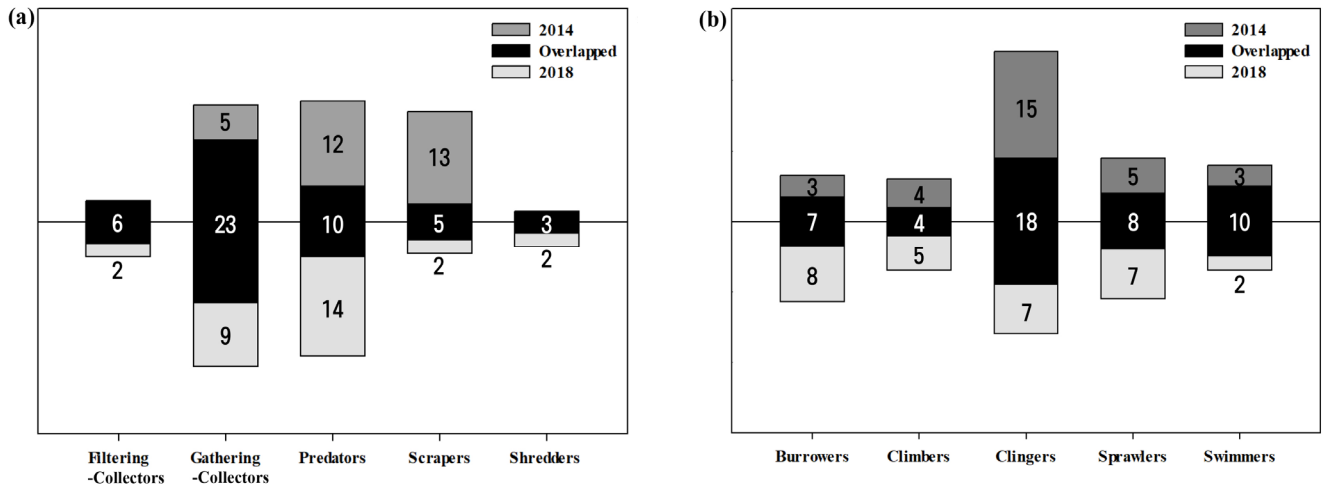 (a)
2014
Overlapped
2018
5
12
13
6
23
10
5
3
2
9
14
2
2
Filtering
-Collectors
Gathering
-Collectors
Predators
Scrapers
Shredders
(b)
2014
Overlapped
2018
15
3
4
5
3
7
4
18
8
10
8
5
7
7
2
Burrowers
Climbers
Clingers
Sprawlers
Swimmers